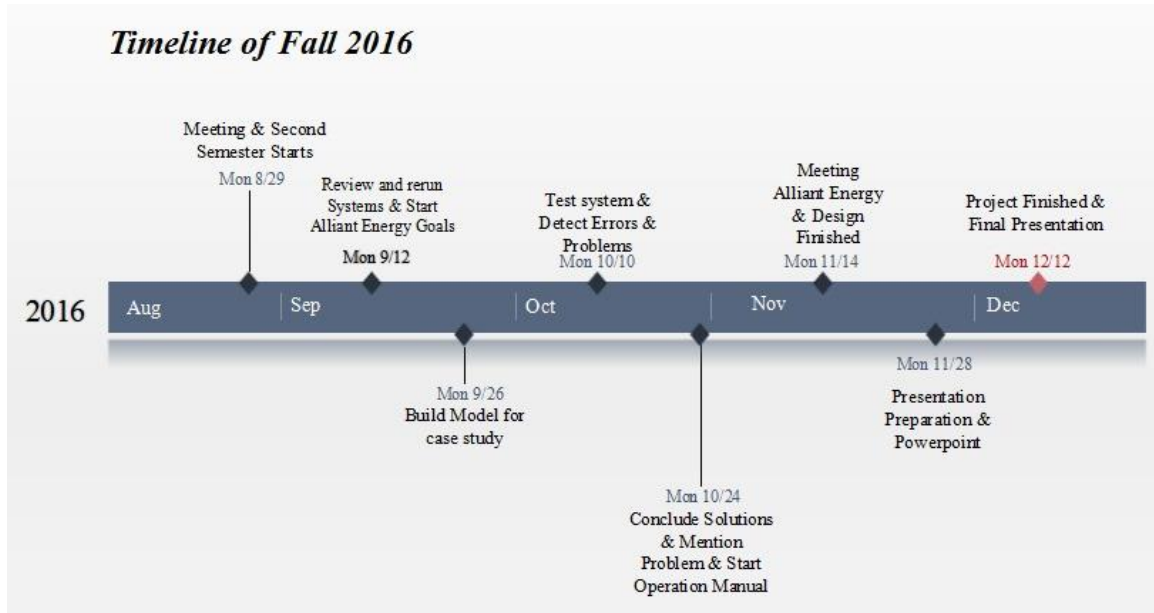 Timeline of Fall 2016
Meeting & Second
Semester Starts
Mon 8/29
Review and rerun
Systems & Start
Alliant Energy Goals
Mon 9/12
Test system &
Detect Errors &
Problems
Mon 10/10
Meeting
Alliant Energy
& Design
Finished
Mon 11/14
Project Finished &
Final Presentation
Mon 12/12
2016
Aug
Sep
Oct
Nov
Dec
Mon 9/26
Build Model for
case study
Mon 10/24
Conclude Solutions
& Mention
Problem & Start
Operation Manual
Mon 11/28
Presentation
Preparation &
Powerpoint